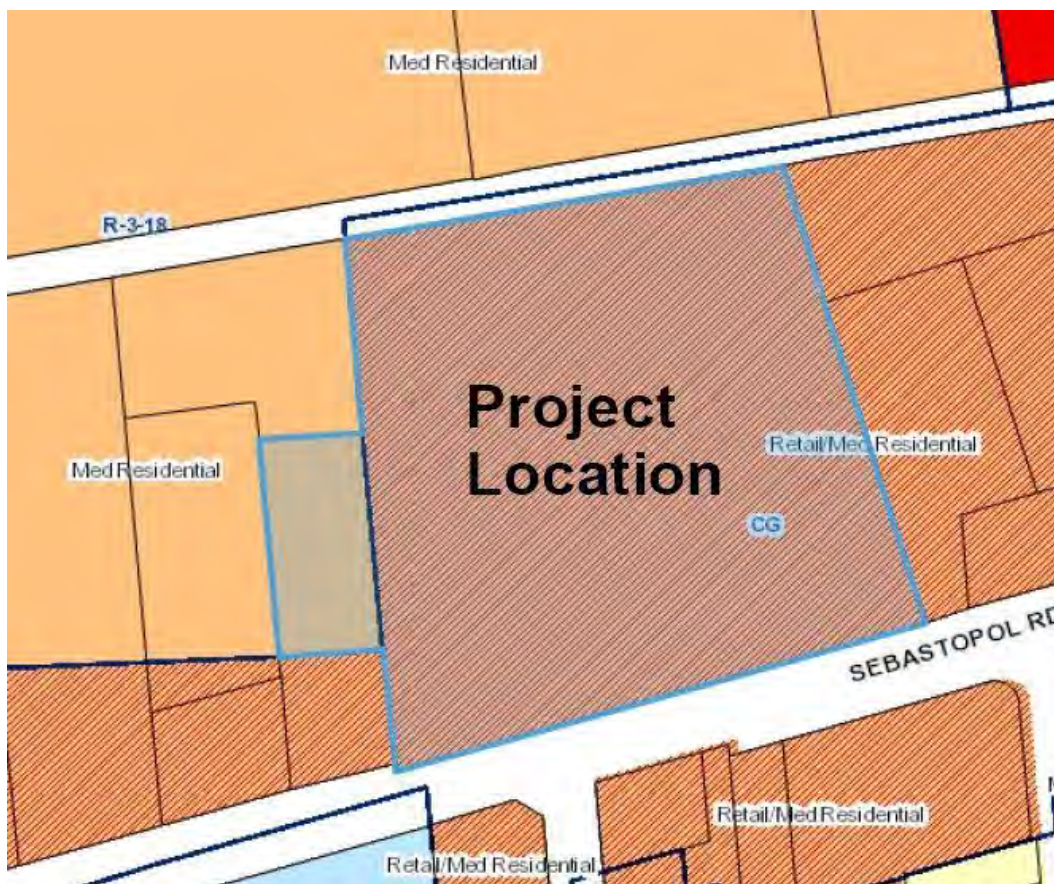 Med Residential
R-3-18
Project
Location
Med Residential
Retail/Med Residential
CG
SEBASTOPOL RD
Retail/Med Residential
Retail/Med Residential